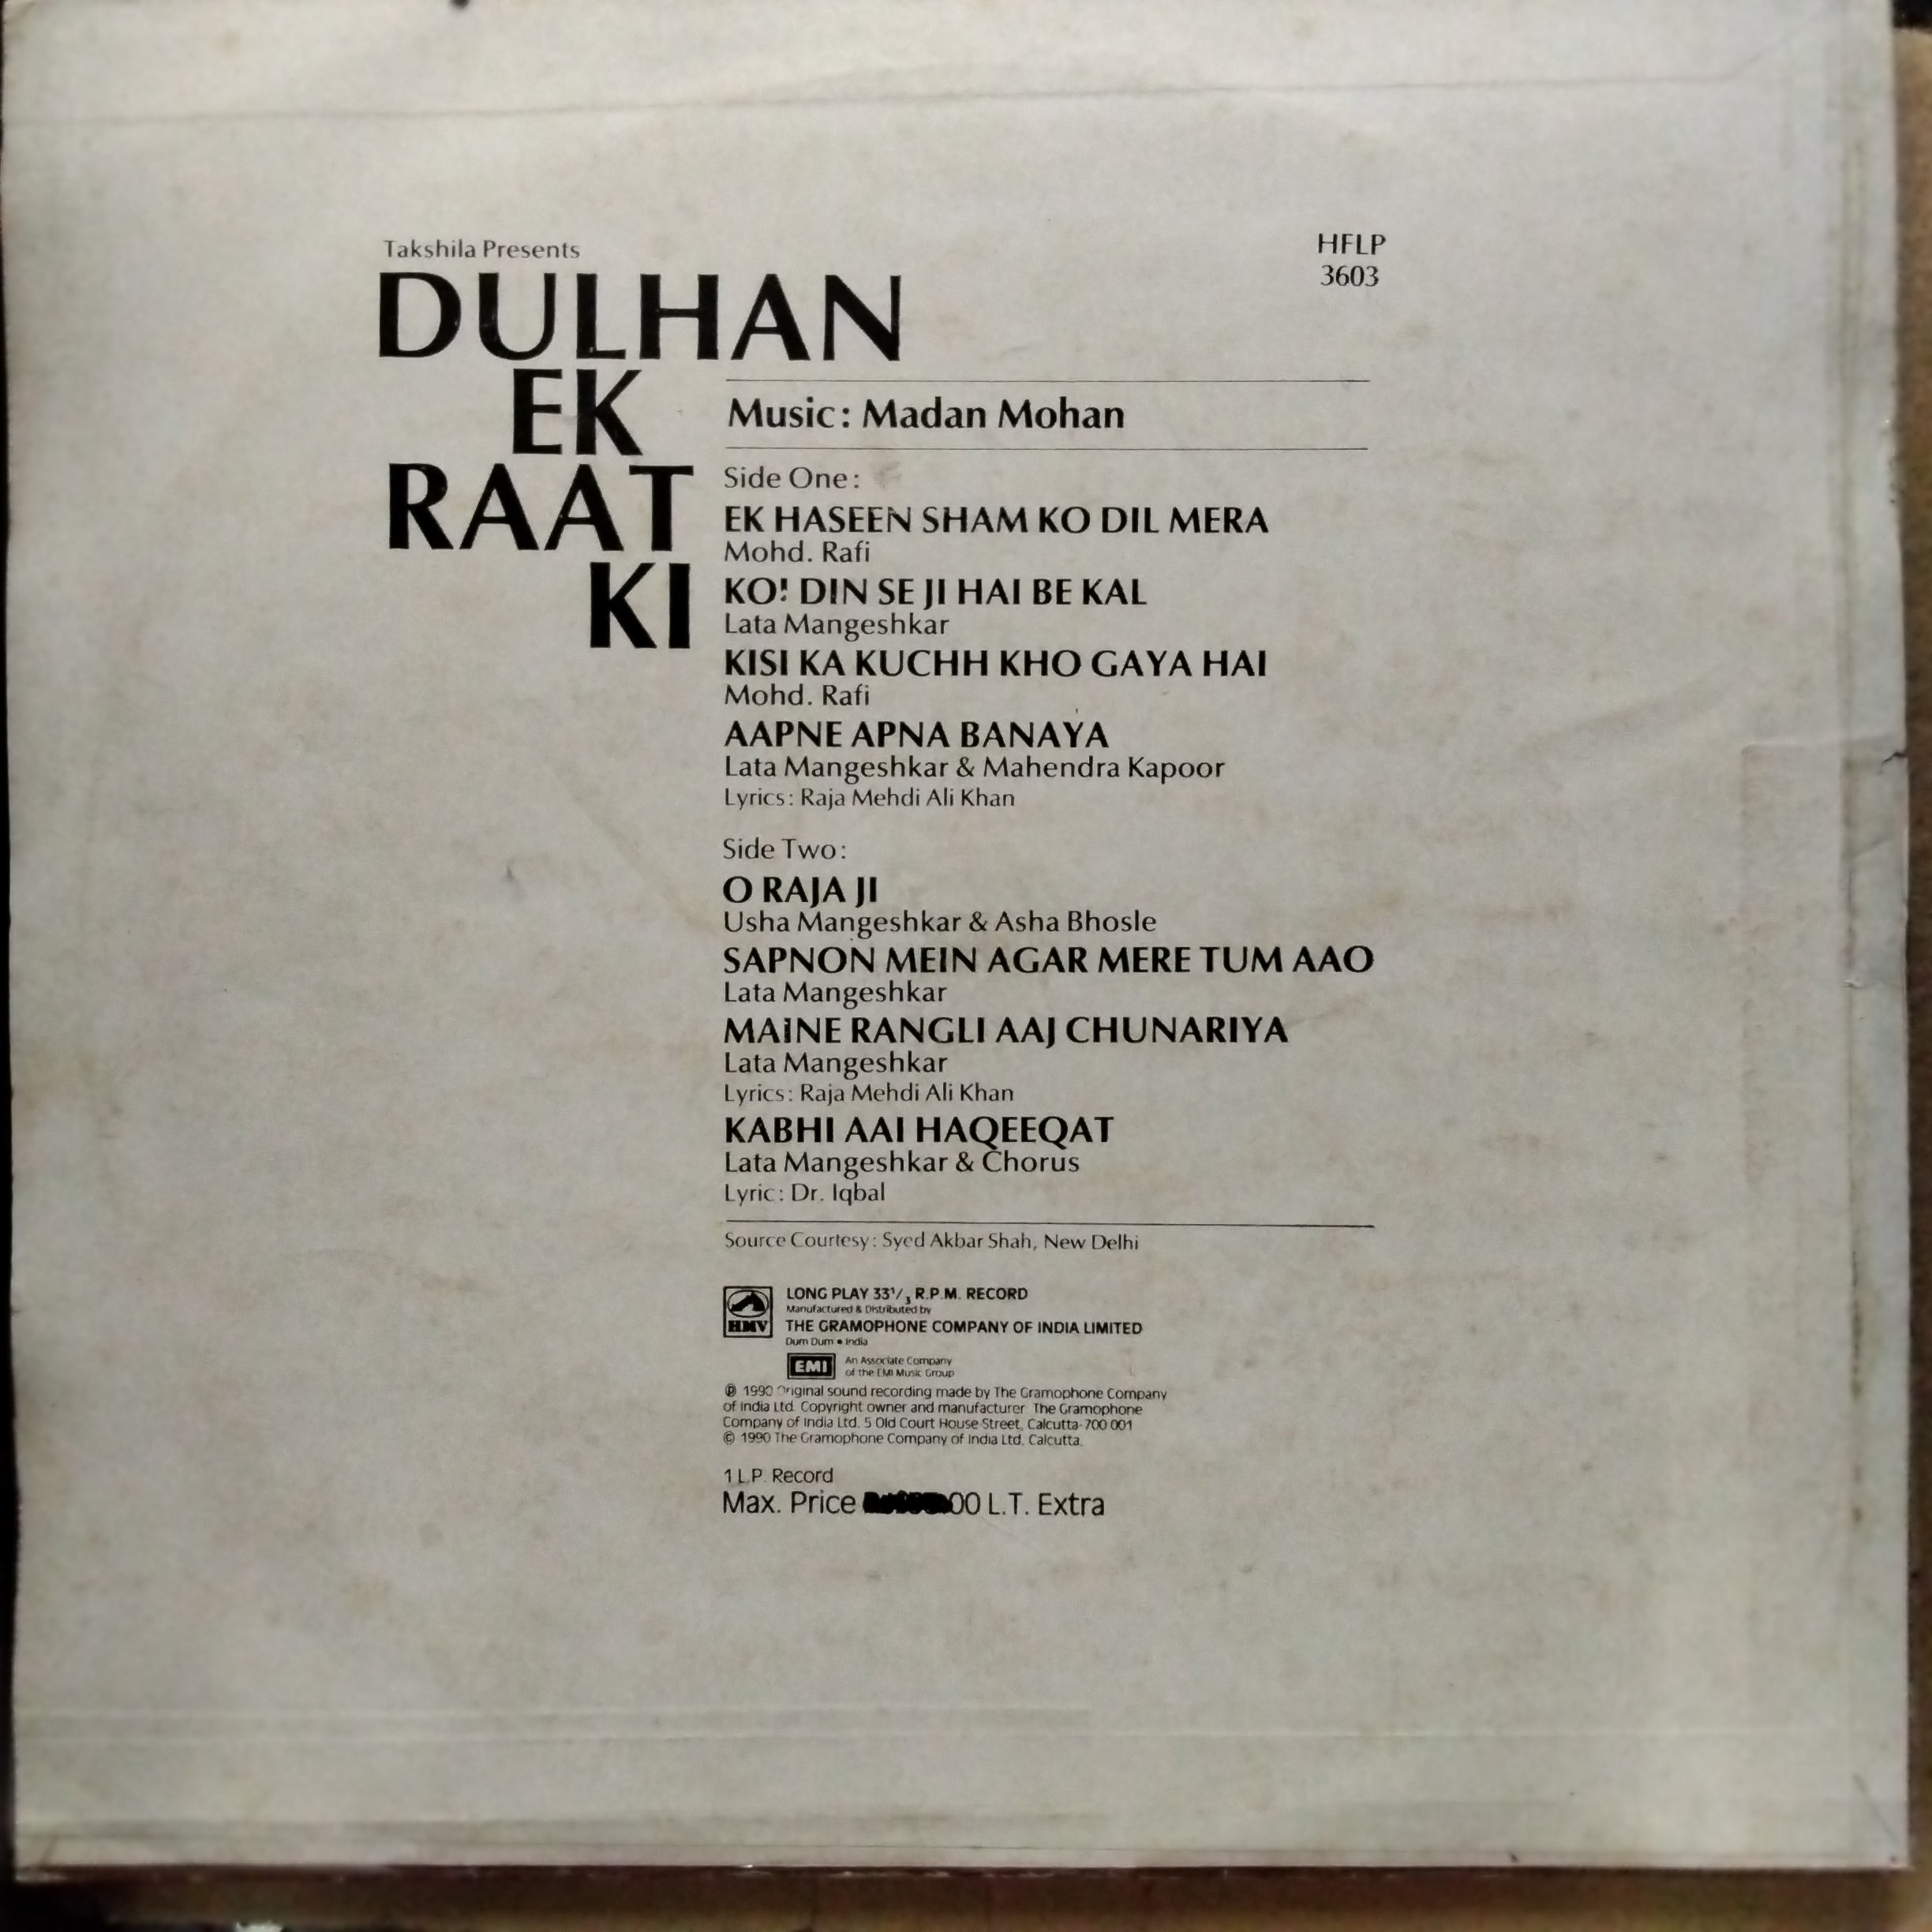 Takshila Presents
HFLP
3603
DULHAN
EK
RAAT
KI
Music: Madan Mohan
Side One:
EK HASEEN SHAM KO DIL MERA
Mohd. Rafi
KO! DIN SE JI HAI BE KAL
Lata Mangeshkar
KISI KA KUCHH KHO GAYA HAI
Mohd. Rafi
AAPNE APNA BANAYA
Lata Mangeshkar & Mahendra Kapoor
Lyrics: Raja Mehdi Ali Khan
Side Two:
O RAJA JI
Usha Mangeshkar & Asha Bhosle
SAPNON MEIN AGAR MERE TUM AAO
Lata Mangeshkar
MAINE RANGLI AAJ CHUNARIYA
Lata Mangeshkar
Lyrics: Raja Mehdi Ali Khan
KABHI AAI HAQEEQAT
Lata Mangeshkar & Chorus
Lyric: Dr. Iqbal
Source Courtesy: Syed Akbar Shah, New Delhi
LONG PLAY 33 1/3 R.P.M. RECORD
Manufactured & Distributed by
HMV
THE GRAMOPHONE COMPANY OF INDIA LIMITED
Dum Dum • India
EMI
An Associate Company
of the EMI Music Group
℗ 1990 Original sound recording made by The Gramophone Company
of India Ltd. Copyright owner and manufacturer The Gramophone
Company of India Ltd. 5 Old Court House Street, Calcutta-700 001
© 1990 The Gramophone Company of India Ltd. Calcutta.
1 L.P. Record
Max. Price 00 L.T. Extra